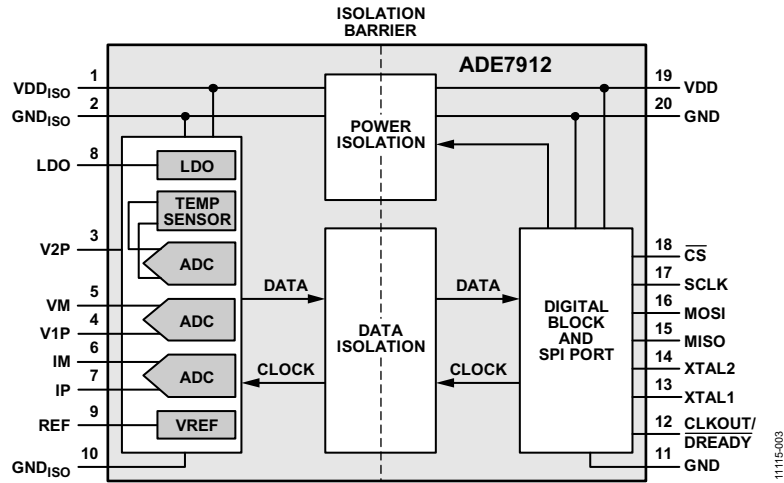 ISOLATION
BARRIER
ADE7912
1
VDDISO
2
GNDISO
8
LDO
3
V2P
5
VM
4
V1P
6
IM
7
IP
9
REF
10
GNDISO
LDO
TEMP
SENSOR
ADC
ADC
ADC
VREF
POWER
ISOLATION
DATA
CLOCK
DATA
ISOLATION
DATA
CLOCK
DIGITAL
BLOCK
AND
SPI PORT
19
VDD
20
GND
18
CS
17
SCLK
16
MOSI
15
MISO
14
XTAL2
13
XTAL1
12
CLKOUT/
DREADY
11
GND
11115-003